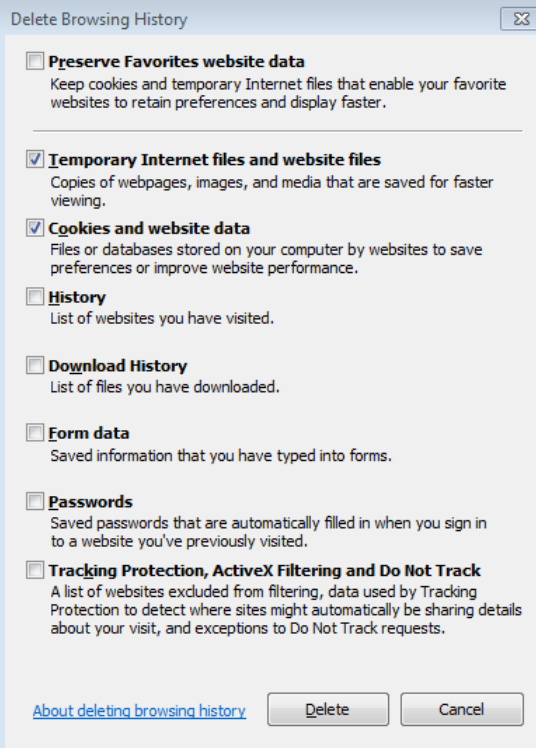 Delete Browsing History
Preserve Favorites website data
Keep cookies and temporary Internet files that enable your favorite
websites to retain preferences and display faster.
Temporary Internet files and website files
Copies of webpages, images, and media that are saved for faster
viewing.
Cookies and website data
Files or databases stored on your computer by websites to save
preferences or improve website performance.
History
List of websites you have visited.
Download History
List of files you have downloaded.
Form data
Saved information that you have typed into forms.
Passwords
Saved passwords that are automatically filled in when you sign in
to a website you've previously visited.
Tracking Protection, ActiveX Filtering and Do Not Track
A list of websites excluded from filtering, data used by Tracking
Protection to detect where sites might automatically be sharing details
about your visit, and exceptions to Do Not Track requests.
About deleting browsing history Delete Cancel